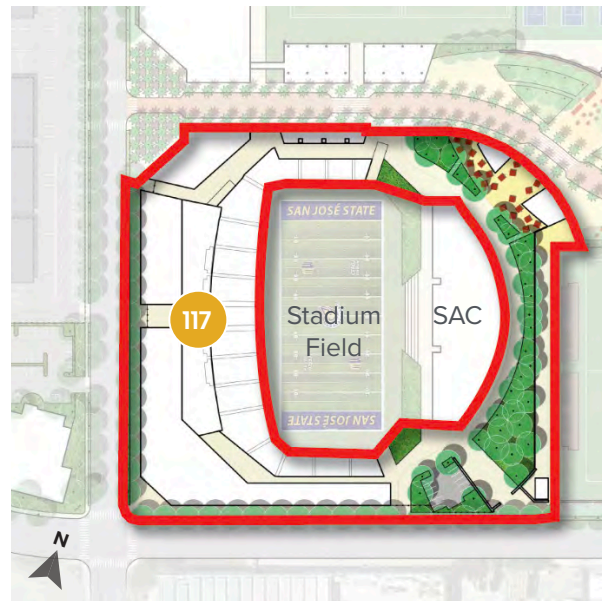 SAN JOSÉ STATE
117
Stadium
Field
SAC
SAN JOSÉ STATE
N